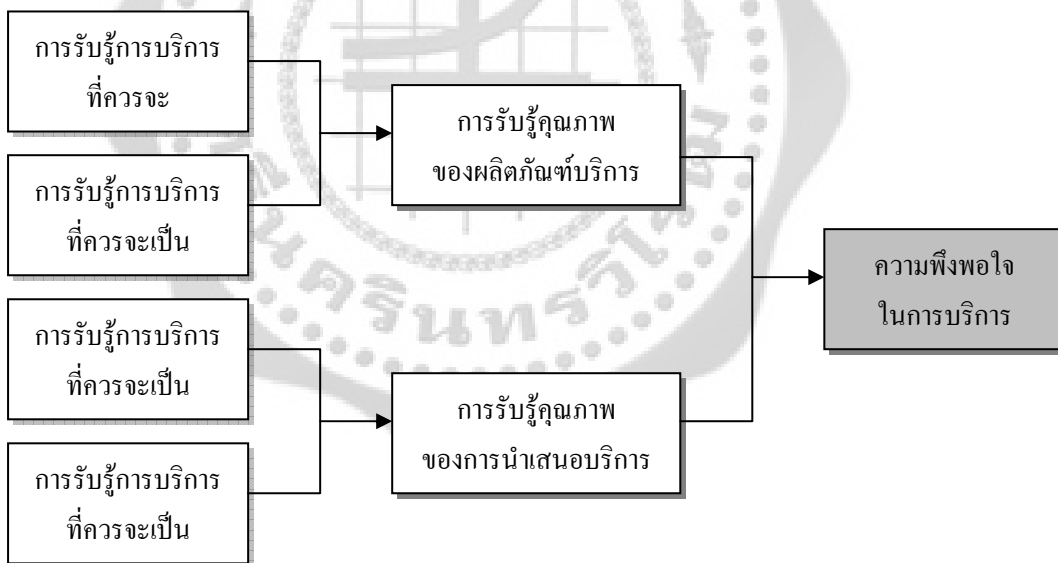 การรับรู้การบริการ
ที่ควรจะ
การรับรู้การบริการ
ที่ควรจะเป็น
การรับรู้การบริการ
ที่ควรจะเป็น
การรับรู้การบริการ
ที่ควรจะเป็น
การรับรู้คุณภาพ
ของผลิตภัณฑ์บริการ
การรับรู้คุณภาพ
ของการนำเสนอบริการ
ความพึงพอใจ
ในการบริการ